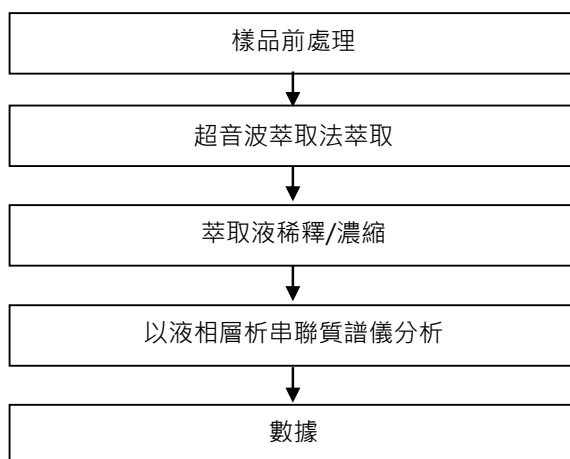 樣品前處理
超音波萃取法萃取
萃取液稀釋/濃縮
以液相層析串聯質譜儀分析
數據